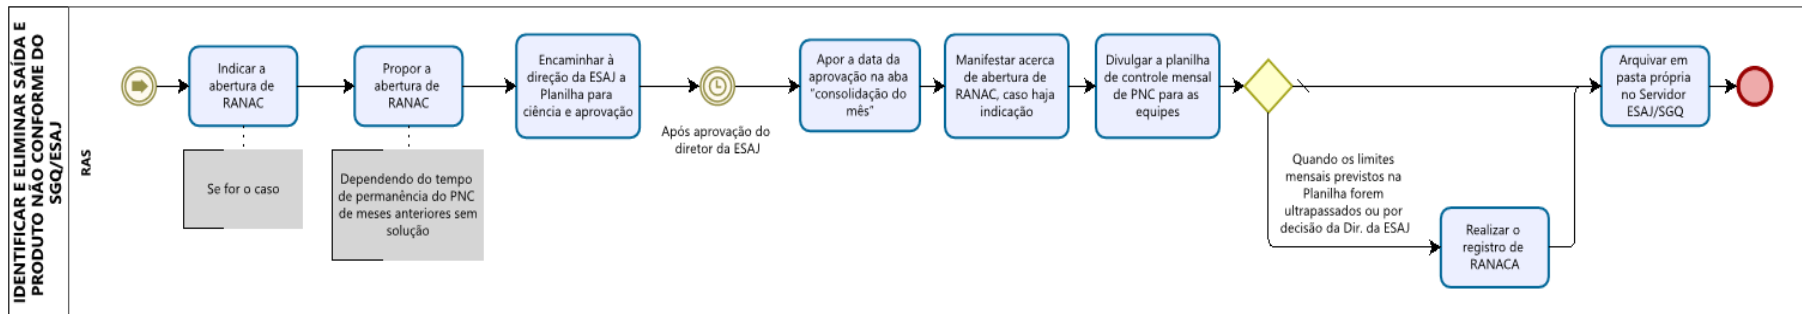 IDENTIFICAR E ELIMINAR SAÍDA E
PRODUTO NÃO CONFORME DO
SGQ/ESAJ
RAS
Indicar a
abertura de
RANAC
Se for o caso
Propor a
abertura de
RANAC
Dependendo do tempo
de permanência do PNC
de meses anteriores sem
solução
Encaminhar à
direção da ESAJ a
Planilha para
ciência e aprovação
Após aprovação do
diretor da ESAJ
Apor a data da
aprovação na aba
“consolidação do
mês”
Manifestar acerca
de abertura de
RANAC, caso haja
indicação
Divulgar a planilha
de controle mensal
de PNC para as
equipes
Quando os limites
mensais previstos na
Planilha forem
ultrapassados ou por
decisão da Dir. da ESAJ
Realizar o
registro de
RANACA
Arquivar em
pasta própria
no Servidor
ESAJ/SGQ